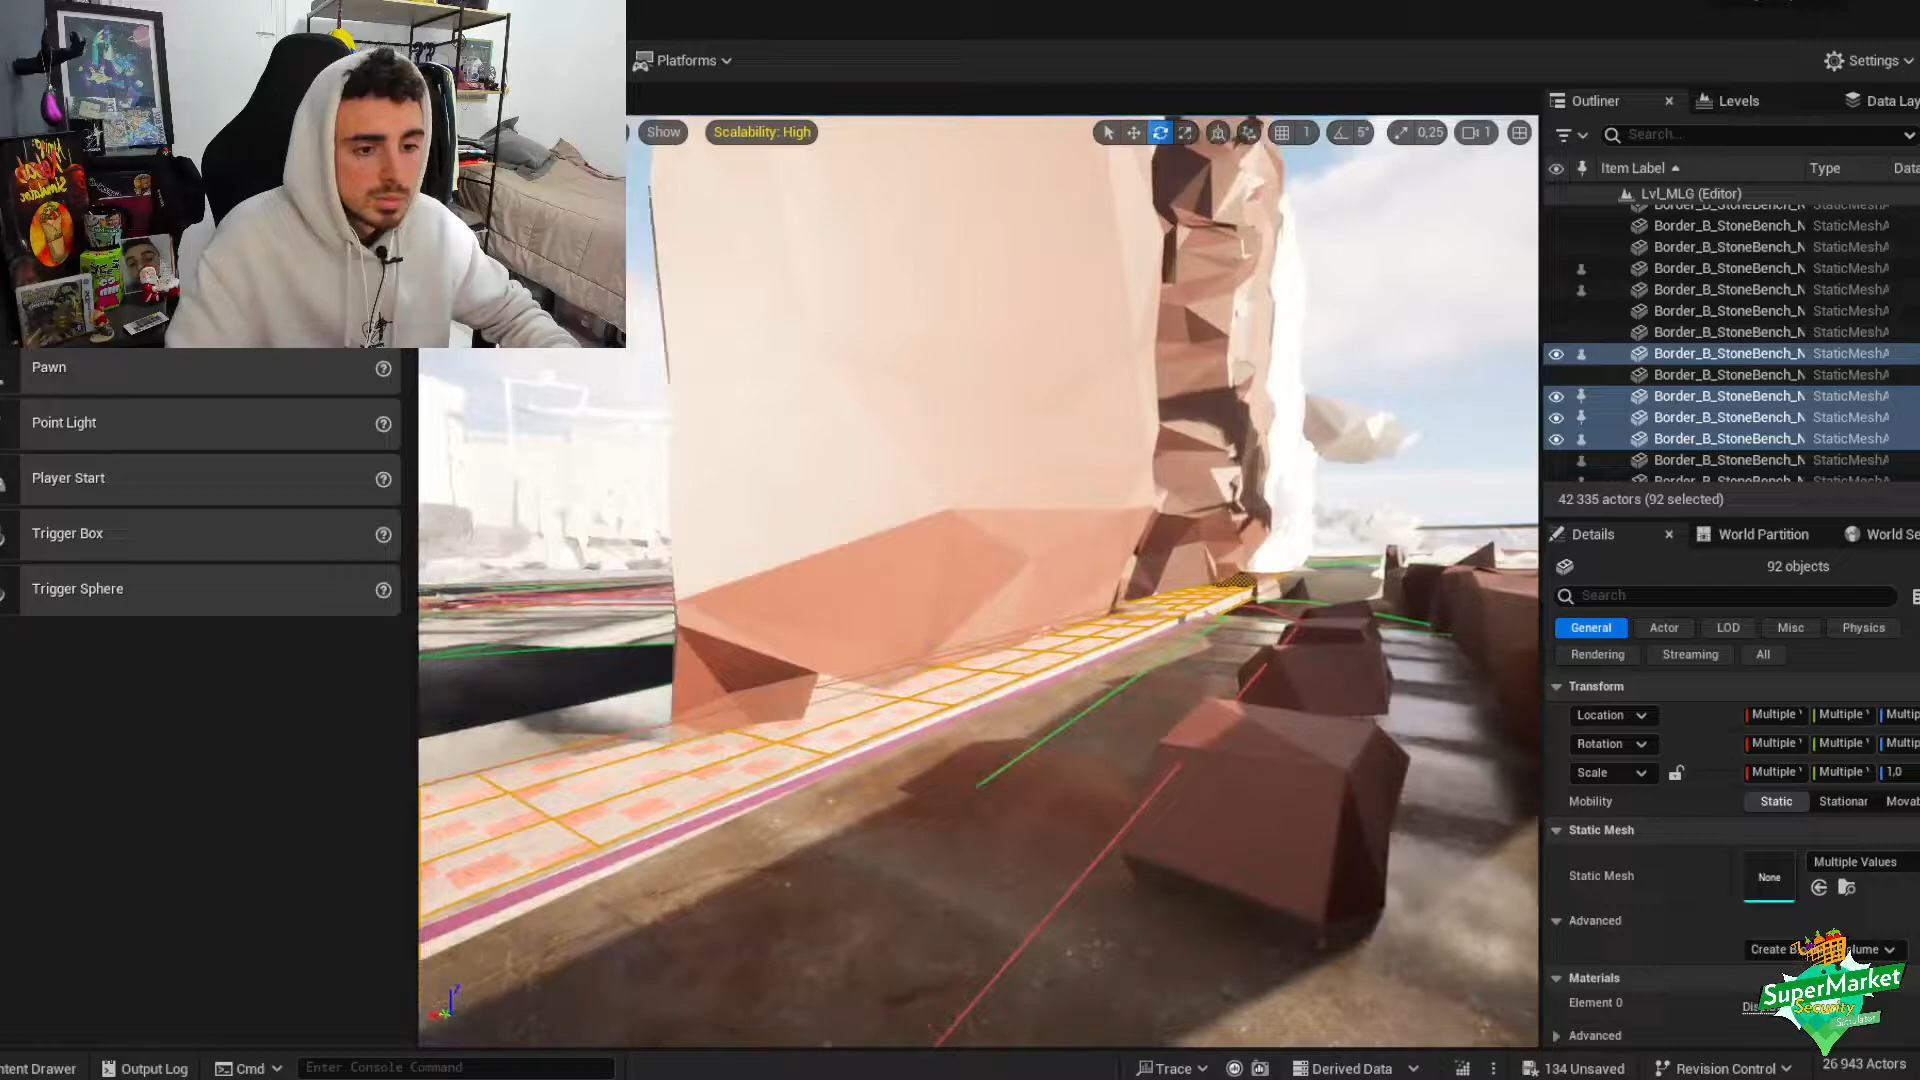 Platforms
Settings
Outliner
Levels
Data Lay
Show
Scalability: High
1
5°
0,25
1
Search...
Item Label
Type
Data
Lvl_MLG (Editor)
Border_B_StoneBench_N StaticMeshA
Border_B_StoneBench_N StaticMeshA
Border_B_StoneBench_N StaticMeshA
Border_B_StoneBench_N StaticMeshA
Border_B_StoneBench_N StaticMeshA
Border_B_StoneBench_N StaticMeshA
Border_B_StoneBench_N StaticMeshA
Border_B_StoneBench_N StaticMeshA
Border_B_StoneBench_N StaticMeshA
Border_B_StoneBench_N StaticMeshA
Border_B_StoneBench_N StaticMeshA
Border_B_StoneBench_N StaticMeshA
Border_B_StoneBench_N StaticMeshA
42 335 actors (92 selected)
Pawn
Point Light
Player Start
Trigger Box
Trigger Sphere
Details
World Partition
World Se
92 objects
Search
General
Actor
LOD
Misc
Physics
Rendering
Streaming
All
Transform
Location
Multiple
Multiple
Multip
Rotation
Multiple
Multiple
Multip
Scale
Multiple
Multiple
1,0
Mobility
Static
Stationar
Movab
Static Mesh
Static Mesh
None
Multiple Values
Advanced
Materials
Element 0
Advanced
SuperMarket
Security
Simulator
ntent Drawer
Output Log
Cmd
Enter Console Command
Trace
Derived Data
134 Unsaved
Revision Control
26 943 Actors